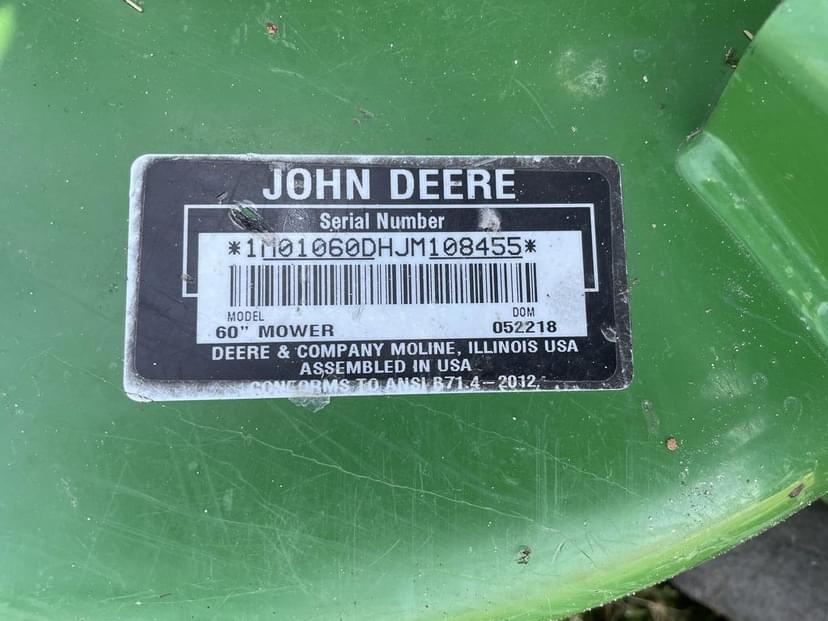 JOHN DEERE
Serial Number
*1M01060DHJM108455*
MODEL DOM
60" MOWER 052218
DEERE & COMPANY MOLINE, ILLINOIS USA
ASSEMBLED IN USA
CONFORMS TO ANSI B71.4-2012,